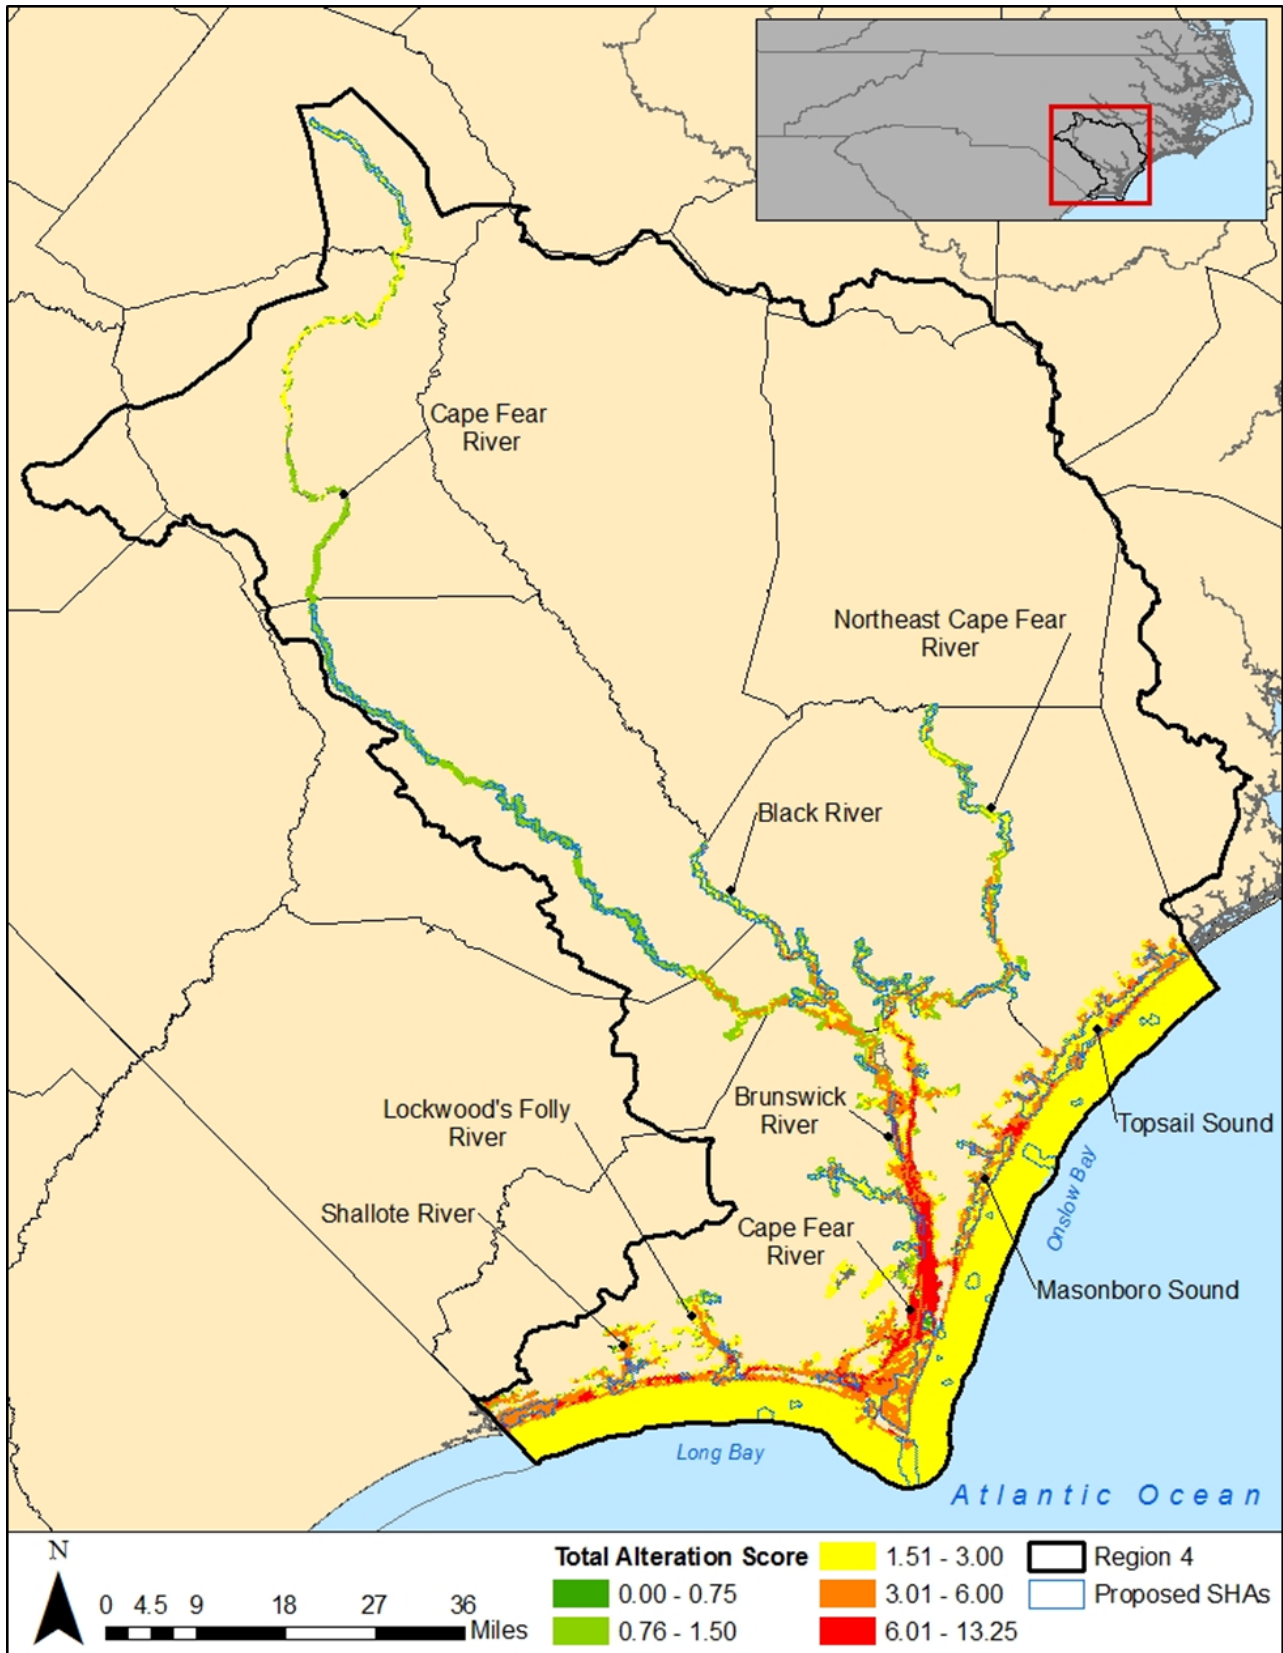 Cape Fear
River
Northeast Cape Fear
River
Black River
Brunswick
River
Lockwood's Folly
River
Topsail Sound
Onslow Bay
Shallote River
Cape Fear
River
Masonboro Sound
Long Bay
Atlantic Ocean
N
0 4.5 9 18 27 36
Miles
Total Alteration Score
0.00 - 0.75
0.76 - 1.50
1.51 - 3.00
3.01 - 6.00
6.01 - 13.25
Region 4
Proposed SHAs